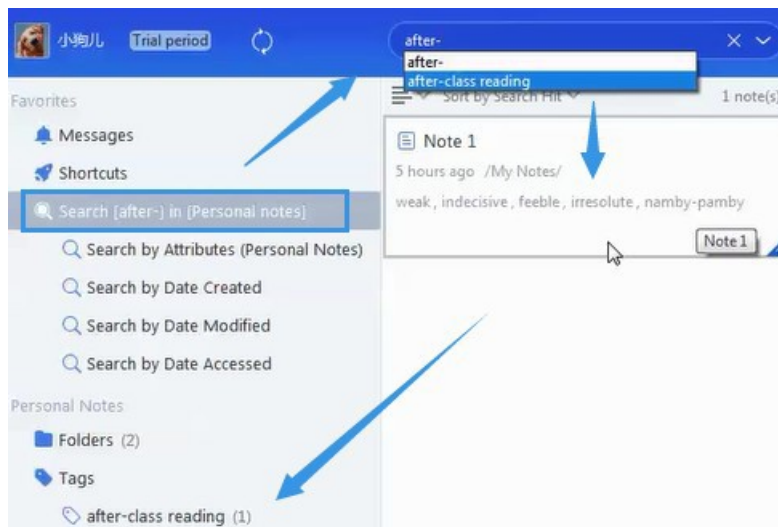 小狗儿 Trial period
after-
after-
after-class reading
Favorites
Messages
Shortcuts
Search [after-] in [Personal notes]
Search by Attributes (Personal Notes)
Search by Date Created
Search by Date Modified
Search by Date Accessed
Personal Notes
Folders (2)
Tags
after-class reading (1)
Sort by Search Hit 1 note(s)
Note 1
5 hours ago /My Notes/
weak , indecisive , feeble , irresolute , namby-pamby
Note 1